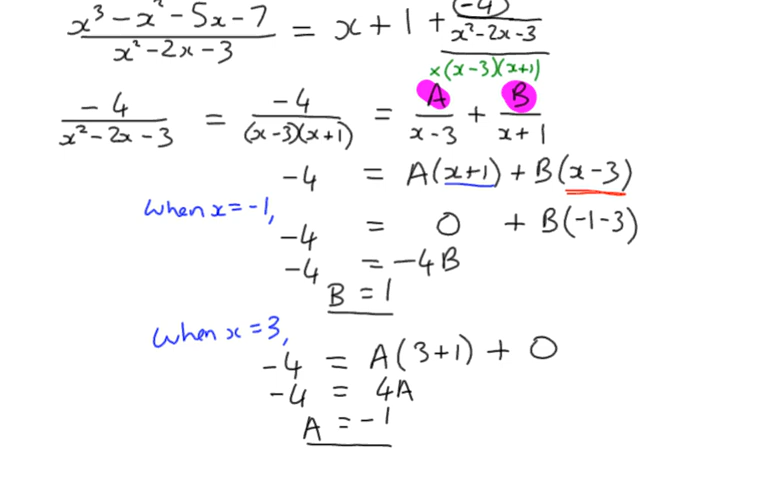 x³ - x² - 5x - 7 / x² - 2x - 3 = x + 1 + (-4) / x² - 2x - 3
×(x-3)(x+1)
-4 / x² - 2x - 3 = -4 / (x-3)(x+1) = A / x-3 + B / x+1
-4 = A(x+1) + B(x-3)
when x = -1,
-4 = 0 + B(-1-3)
-4 = -4B
B = 1
when x = 3,
-4 = A(3+1) + 0
-4 = 4A
A = -1